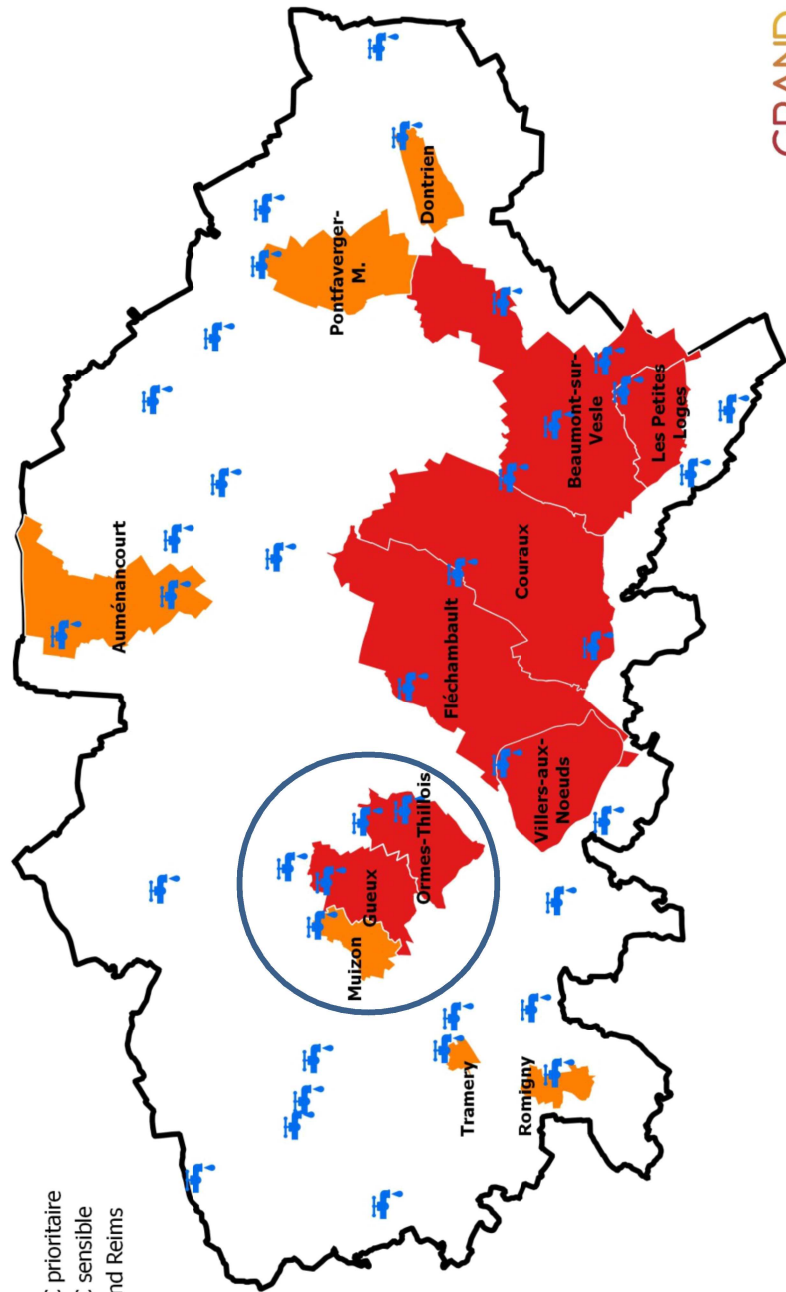 C prioritaire
C sensible
nd Reims
Auménancourt
Pontfaverger-
M.
Muizon
Gueux
Ormes-Thillois
Dontrien
Fléchambault
Tramery
Couraux
Romigny
Villers-aux-
Noeuds
Beaumont-sur-
Vesle
Les Petites
Loges
GRAND